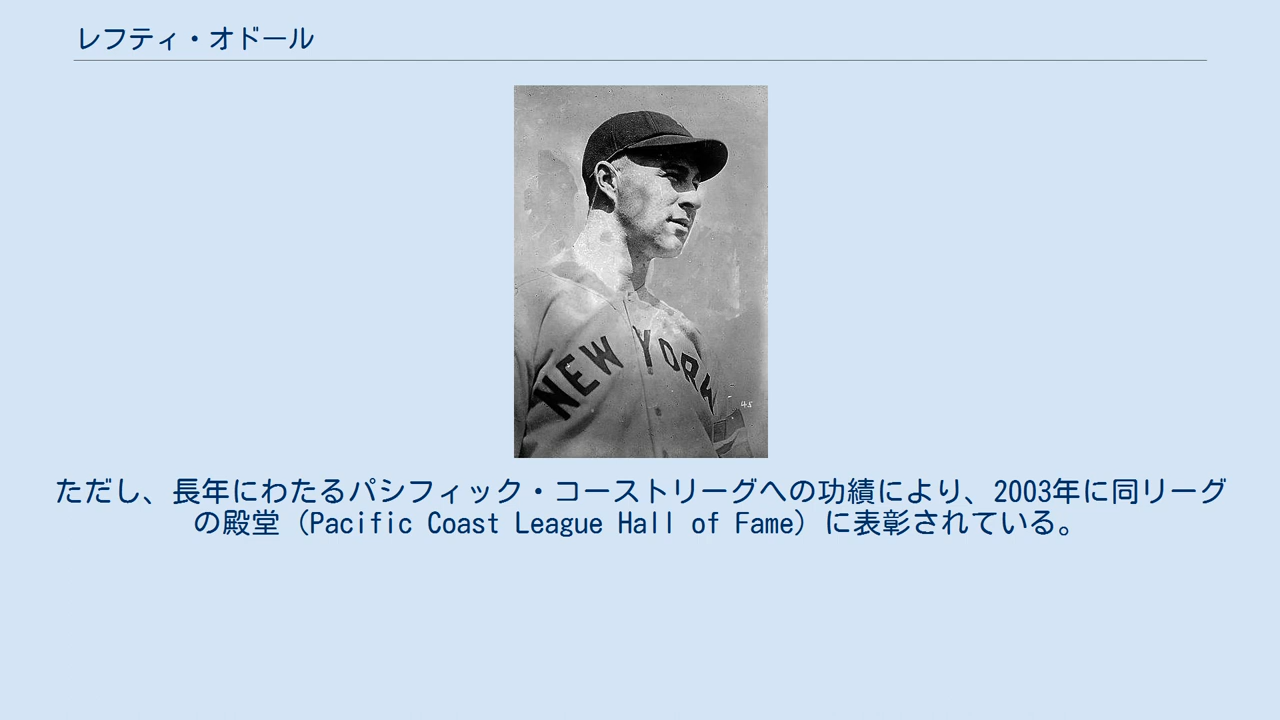 レフティ・オドール
NEW YORK
45
ただし、長年にわたるパシフィック・コーストリーグへの功績により、2003年に同リーグ
の殿堂（Pacific Coast League Hall of Fame）に表彰されている。